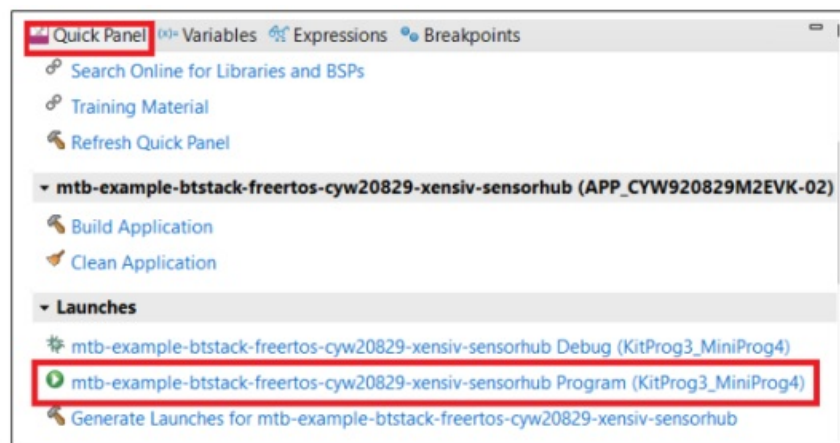 Quick Panel (x)= Variables Expressions Breakpoints
Search Online for Libraries and BSPs
Training Material
Refresh Quick Panel
mtb-example-btstack-freertos-cyw20829-xensiv-sensorhub (APP_CYW920829M2EVK-02)
Build Application
Clean Application
Launches
mtb-example-btstack-freertos-cyw20829-xensiv-sensorhub Debug (KitProg3_MiniProg4)
mtb-example-btstack-freertos-cyw20829-xensiv-sensorhub Program (KitProg3_MiniProg4)
Generate Launches for mtb-example-btstack-freertos-cyw20829-xensiv-sensorhub